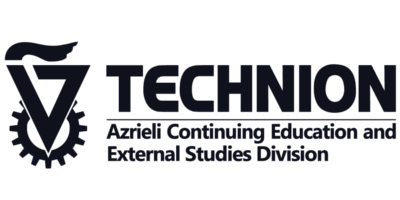 TECHNION
Azrieli Continuing Education and
External Studies Division